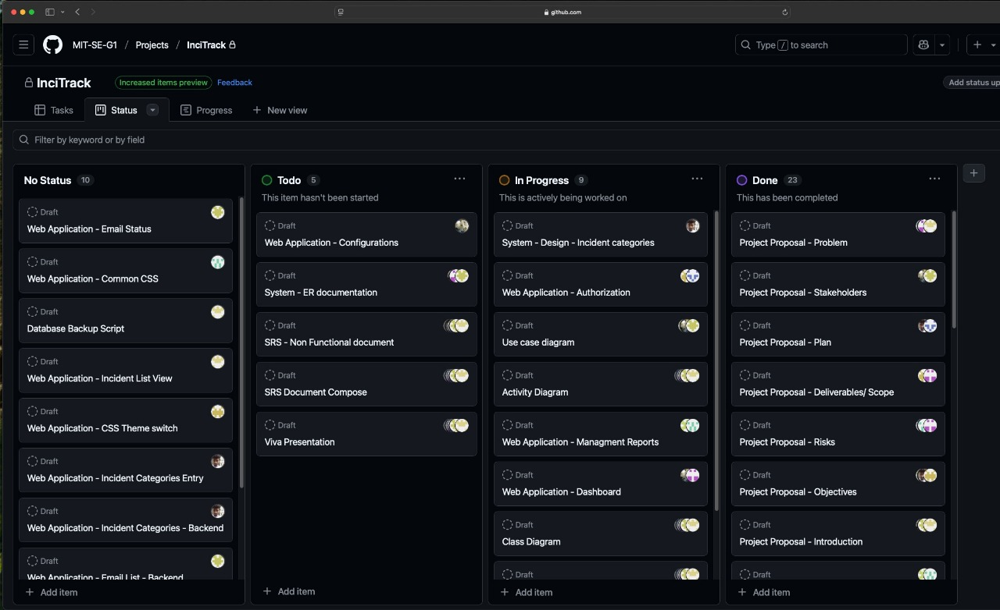 github.com
MIT-SE-G1 / Projects / InciTrack
Type / to search
InciTrack
Increased items preview
Feedback
Add status up
Tasks
Status
Progress
New view
Filter by keyword or by field
No Status 10
Draft
Web Application - Email Status
Draft
Web Application - Common CSS
Draft
Database Backup Script
Draft
Web Application - Incident List View
Draft
Web Application - CSS Theme switch
Draft
Web Application - Incident Categories Entry
Draft
Web Application - Incident Categories - Backend
Draft
Web Application - Email List - Backend
Add item
Todo 5
This item hasn't been started
Draft
Web Application - Configurations
Draft
System - ER documentation
Draft
SRS - Non Functional document
Draft
SRS Document Compose
Draft
Viva Presentation
Add item
In Progress 9
This is actively being worked on
Draft
System - Design - Incident categories
Draft
Web Application - Authorization
Draft
Use case diagram
Draft
Activity Diagram
Draft
Web Application - Managment Reports
Draft
Web Application - Dashboard
Draft
Class Diagram
Draft
Add item
Done 23
This has been completed
Draft
Project Proposal - Problem
Draft
Project Proposal - Stakeholders
Draft
Project Proposal - Plan
Draft
Project Proposal - Deliverables/ Scope
Draft
Project Proposal - Risks
Draft
Project Proposal - Objectives
Draft
Project Proposal - Introduction
Draft
Add item